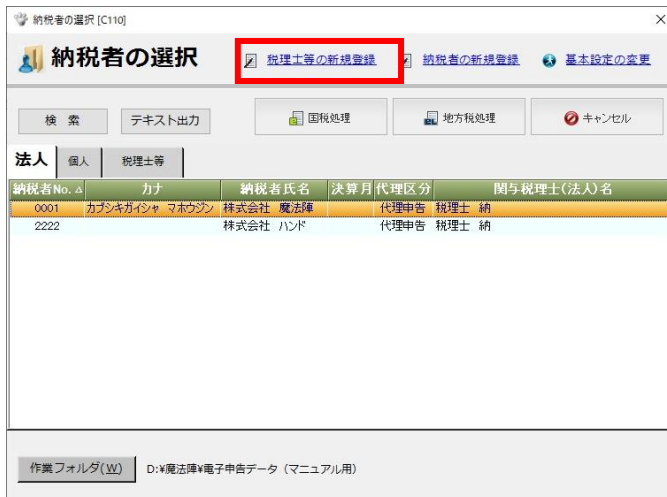 納税者の選択 [C110]
納税者の選択 税理士等の新規登録 納税者の新規登録 基本設定の変更
検 索 テキスト出力 国税処理 地方税処理 キャンセル
法人 個人 税理士等
納税者No. カナ 納税者氏名 決算月 代理区分 関与税理士(法人)名
0001 カブシキガイシャ マホウジン 株式会社 魔法陣 代理申告 税理士 納
2222 株式会社 ハンド 代理申告 税理士 納
作業フォルダ(W) D:¥魔法陣¥電子申告データ（マニュアル用）